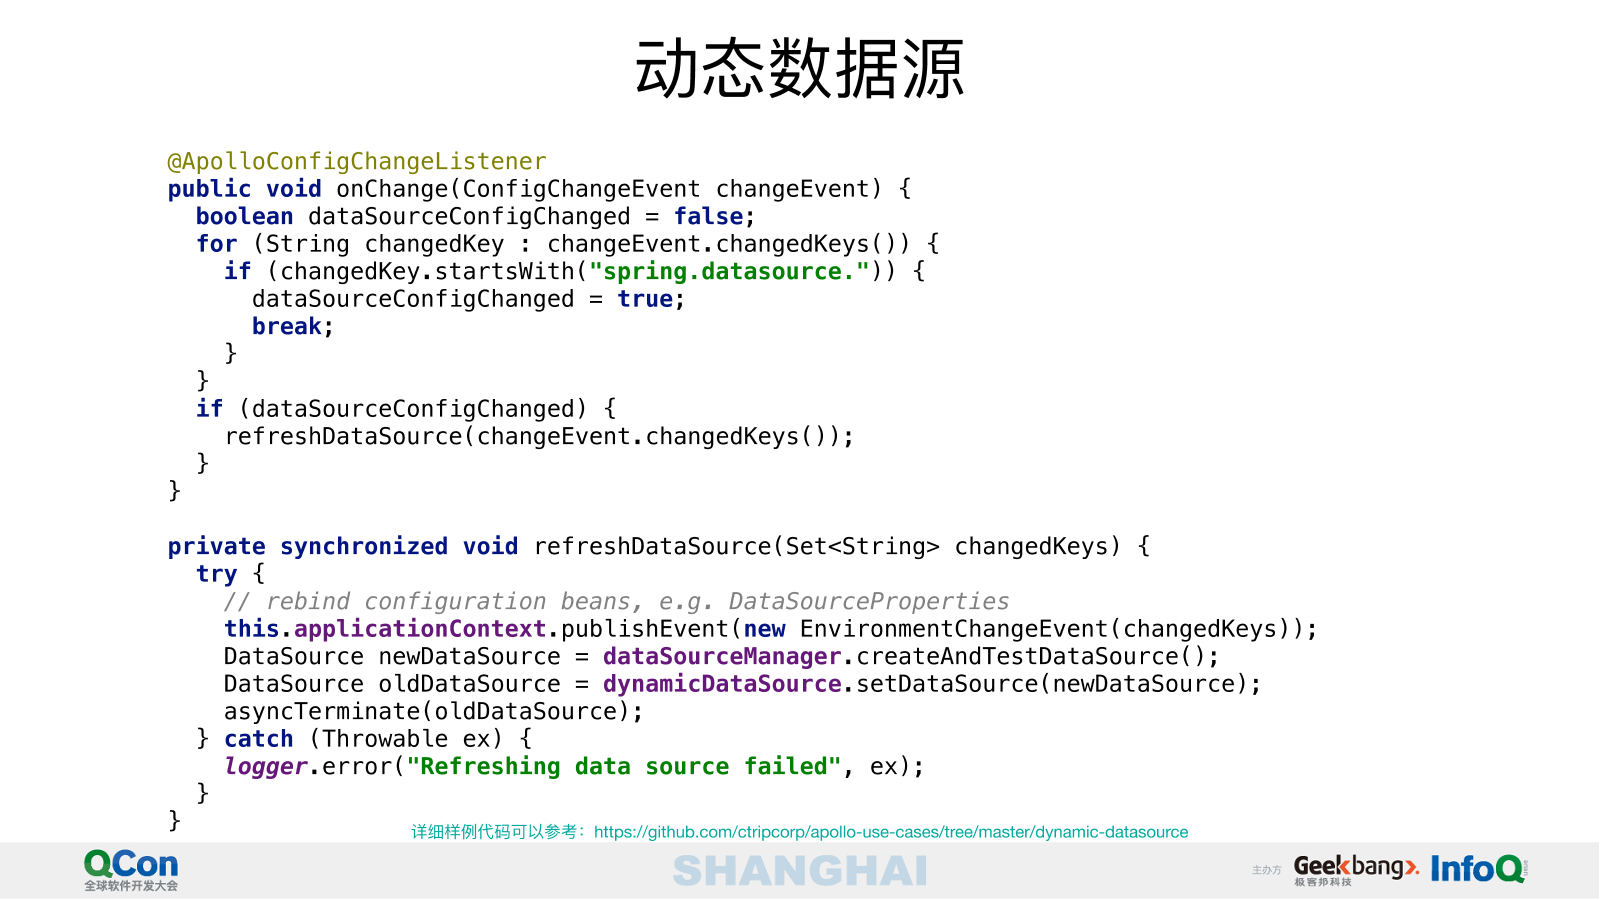 动态数据源
@ApolloConfigChangeListener
public void onChange(ConfigChangeEvent changeEvent) {
  boolean dataSourceConfigChanged = false;
  for (String changedKey : changeEvent.changedKeys()) {
    if (changedKey.startsWith("spring.datasource.")) {
      dataSourceConfigChanged = true;
      break;
    }
  }
  if (dataSourceConfigChanged) {
    refreshDataSource(changeEvent.changedKeys());
  }
}
private synchronized void refreshDataSource(Set<String> changedKeys) {
  try {
    // rebind configuration beans, e.g. DataSourceProperties
    this.applicationContext.publishEvent(new EnvironmentChangeEvent(changedKeys));
    DataSource newDataSource = dataSourceManager.createAndTestDataSource();
    DataSource oldDataSource = dynamicDataSource.setDataSource(newDataSource);
    asyncTerminate(oldDataSource);
  } catch (Throwable ex) {
    logger.error("Refreshing data source failed", ex);
  }
}
详细样例代码可以参考：https://github.com/ctripcorp/apollo-use-cases/tree/master/dynamic-datasource
QCon
全球软件开发大会
SHANGHAI
主办方
Geekbang>.
极客邦科技
InfoQ